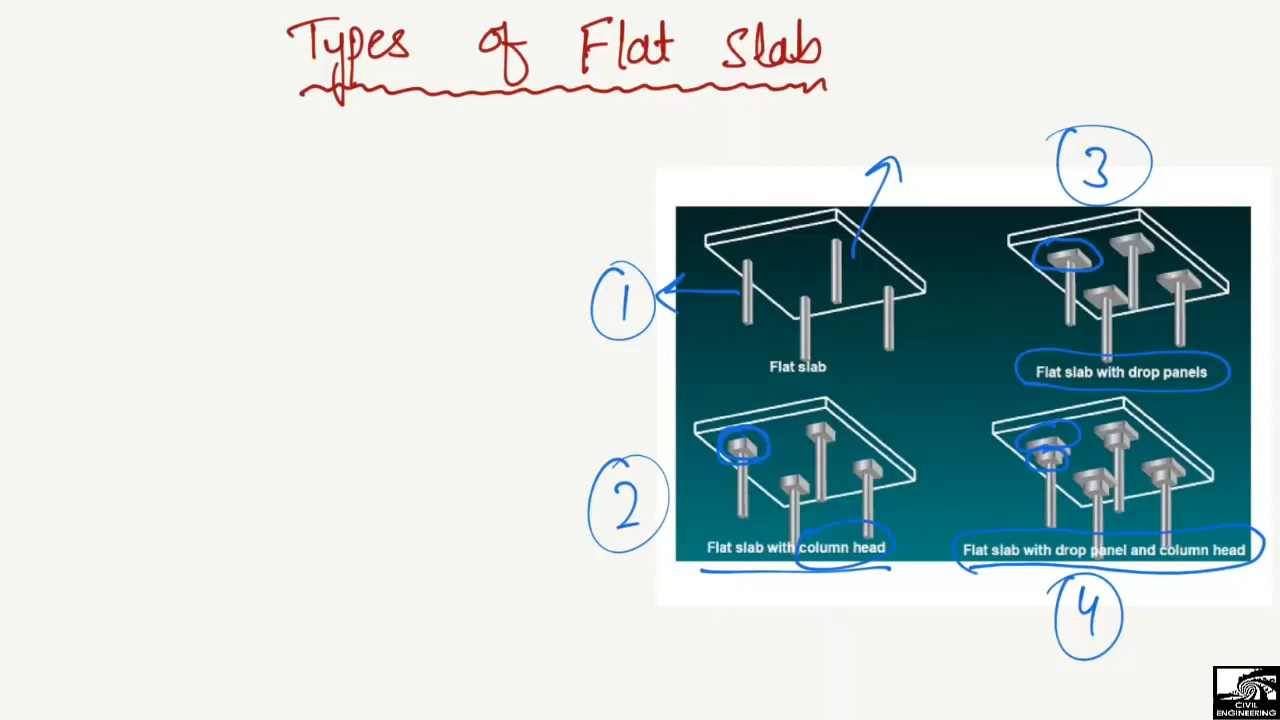 Types of Flat Slab
3
1
Flat slab
Flat slab with drop panels
2
Flat slab with column head
Flat slab with drop panel and column head
4
CIVIL
ENGINEERING